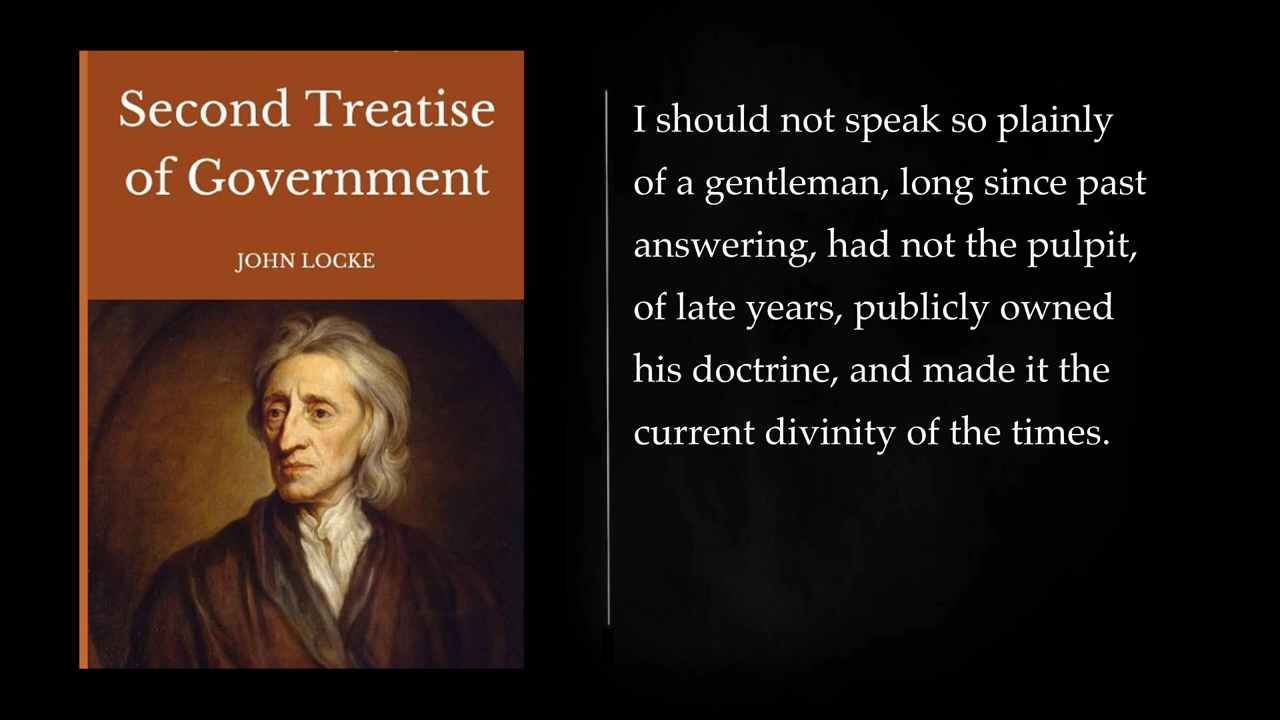 Second Treatise
of Government
JOHN LOCKE
I should not speak so plainly
of a gentleman, long since past
answering, had not the pulpit,
of late years, publicly owned
his doctrine, and made it the
current divinity of the times.